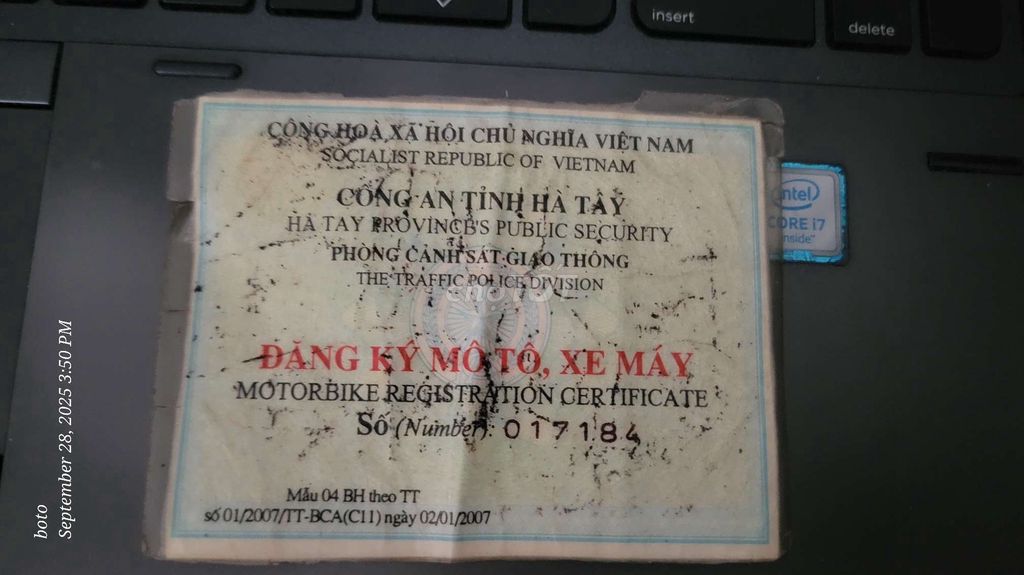 insert
delete
CỘNG HOÀ XÃ HỘI CHỦ NGHĨA VIỆT NAM
SOCIALIST REPUBLIC OF VIETNAM
CÔNG AN TỈNH HÀ TÂY
HÀ TAY PROVINCE'S PUBLIC SECURITY
PHÒNG CẢNH SÁT GIAO THÔNG
THE TRAFFIC POLICE DIVISION
CHỢ TỐT
ĐĂNG KÝ MÔ TÔ, XE MÁY
MOTORBIKE REGISTRATION CERTIFICATE
Số (Number): 017184
Mẫu 04 BH theo TT
số 01/2007/TT-BCA(C11) ngày 02/01/2007
intel
CORE i7
inside™
boto
September 28, 2025 3:50 PM